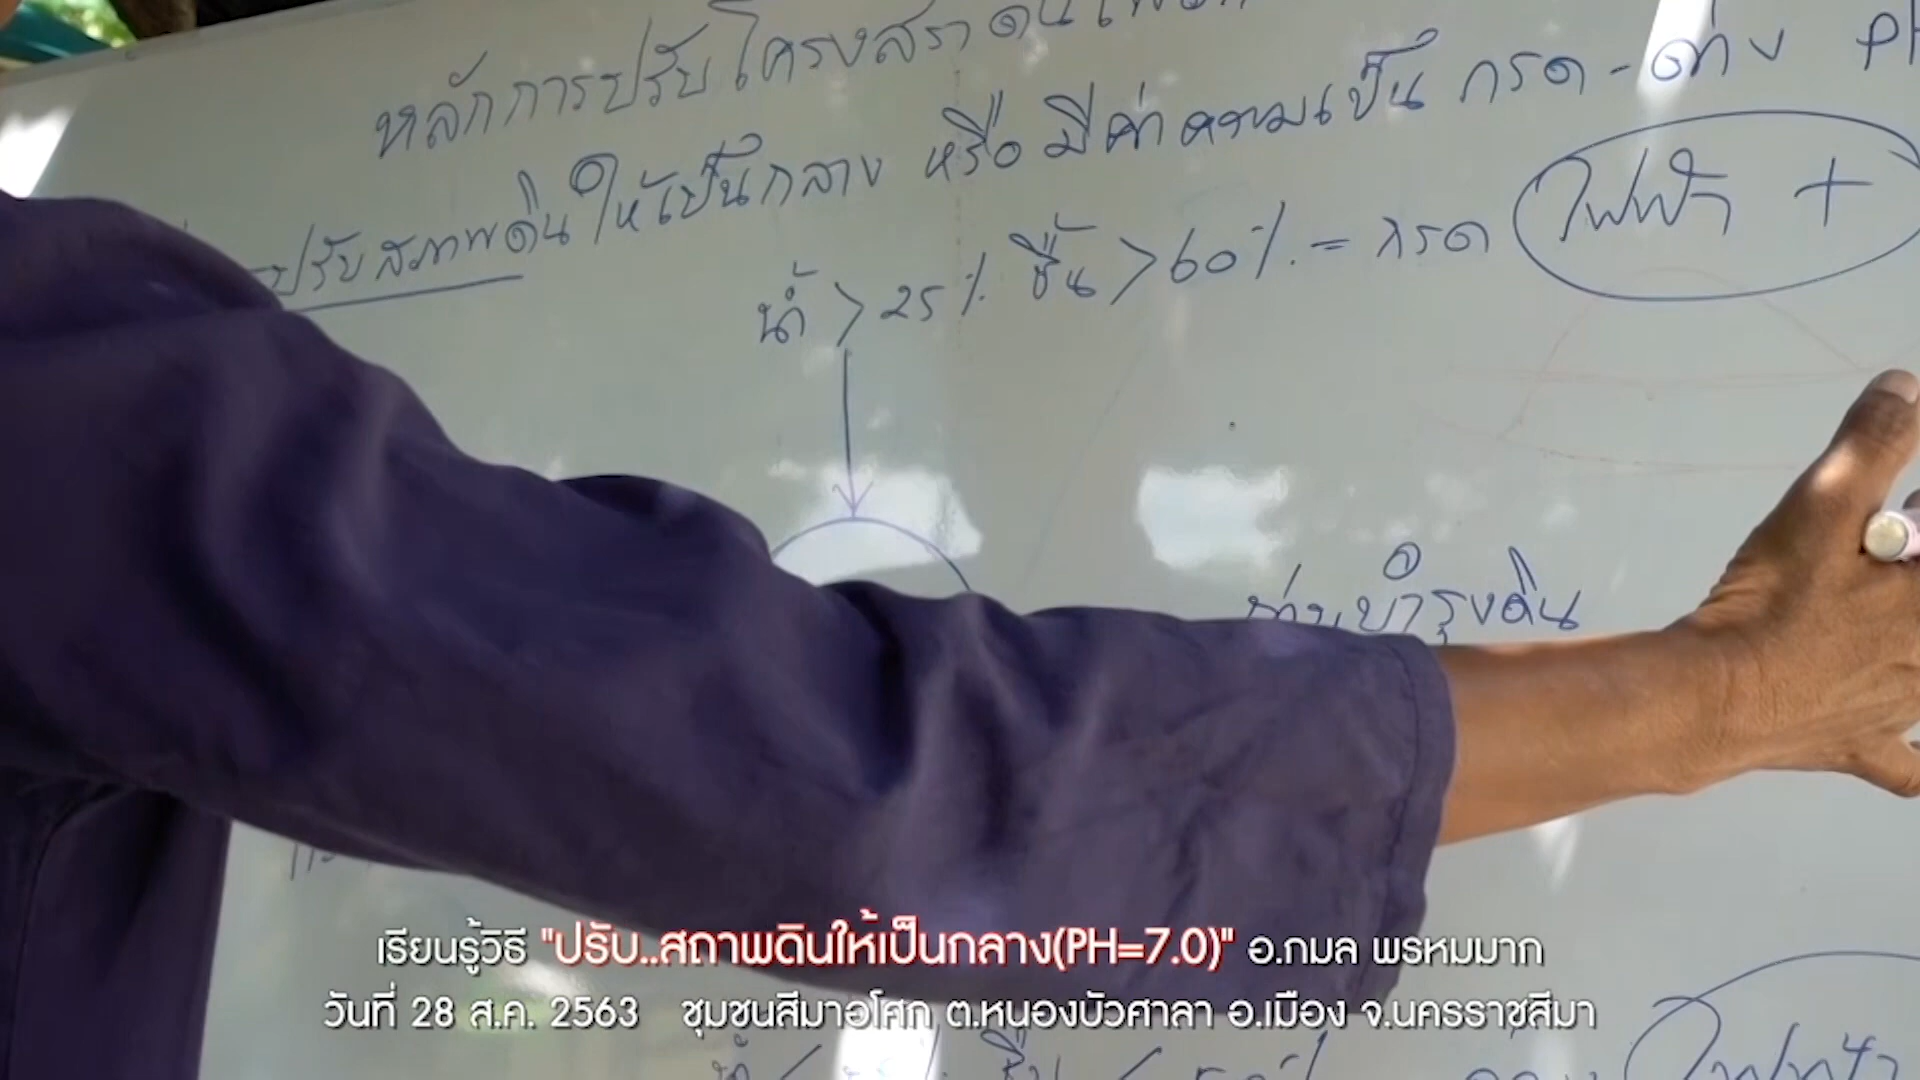 หลักการปรับโครงสร้างดิน
ปรับสภาพดินให้เป็นกลาง หรือ มีค่าความเป็น กรด - ด่าง PH
น้ำ > 25% ชื้น > 60% = กรด ไฟฟ้า +
บำรุงดิน
เรียนรู้วิธี "ปรับ..สถาพดินให้เป็นกลาง(PH=7.0)" อ.กมล พรหมมาก
วันที่ 28 ส.ค. 2563 ชุมชนสีมาอโศก ต.หนองบัวศาลา อ.เมือง จ.นครราชสีมา